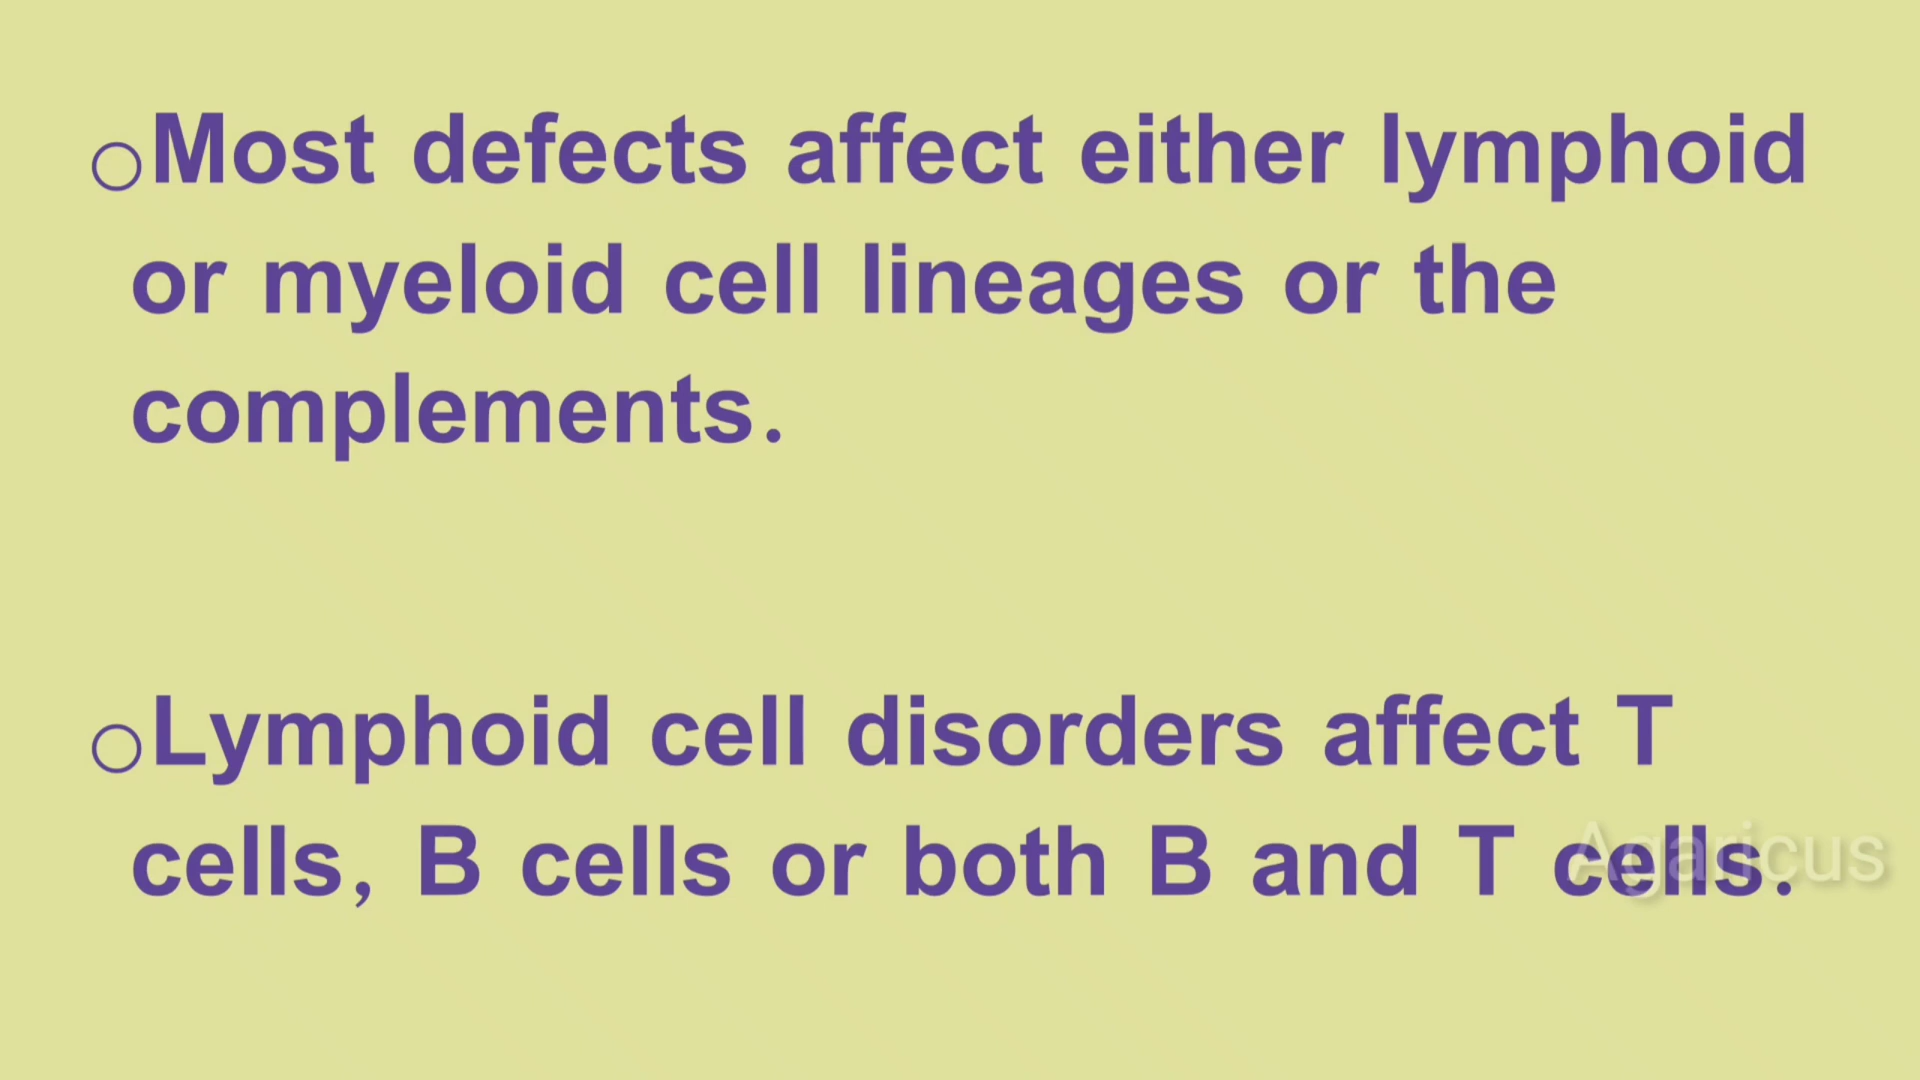 ○Most defects affect either lymphoid
or myeloid cell lineages or the
complements.
○Lymphoid cell disorders affect T
cells, B cells or both B and T cells.
Agaricus